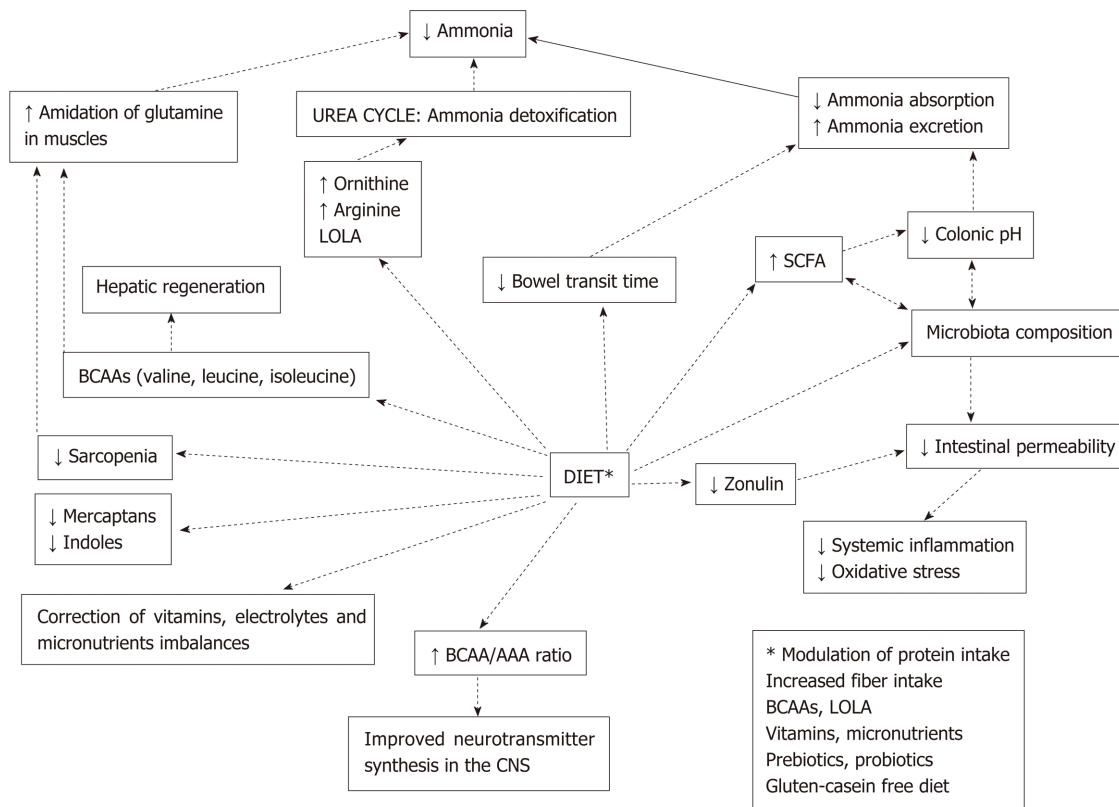 ↓ Ammonia
↑ Amidation of glutamine
in muscles
UREA CYCLE: Ammonia detoxification
↓ Ammonia absorption
↑ Ammonia excretion
↑ Ornithine
↑ Arginine
LOLA
↓ Colonic pH
↑ SCFA
↓ Bowel transit time
Hepatic regeneration
Microbiota composition
BCAAs (valine, leucine, isoleucine)
↓ Sarcopenia
↓ Intestinal permeability
DIET*
↓ Zonulin
↓ Mercaptans
↓ Indoles
↓ Systemic inflammation
↓ Oxidative stress
Correction of vitamins, electrolytes and
micronutrients imbalances
↑ BCAA/AAA ratio
Improved neurotransmitter
synthesis in the CNS
* Modulation of protein intake
Increased fiber intake
BCAAs, LOLA
Vitamins, micronutrients
Prebiotics, probiotics
Gluten-casein free diet